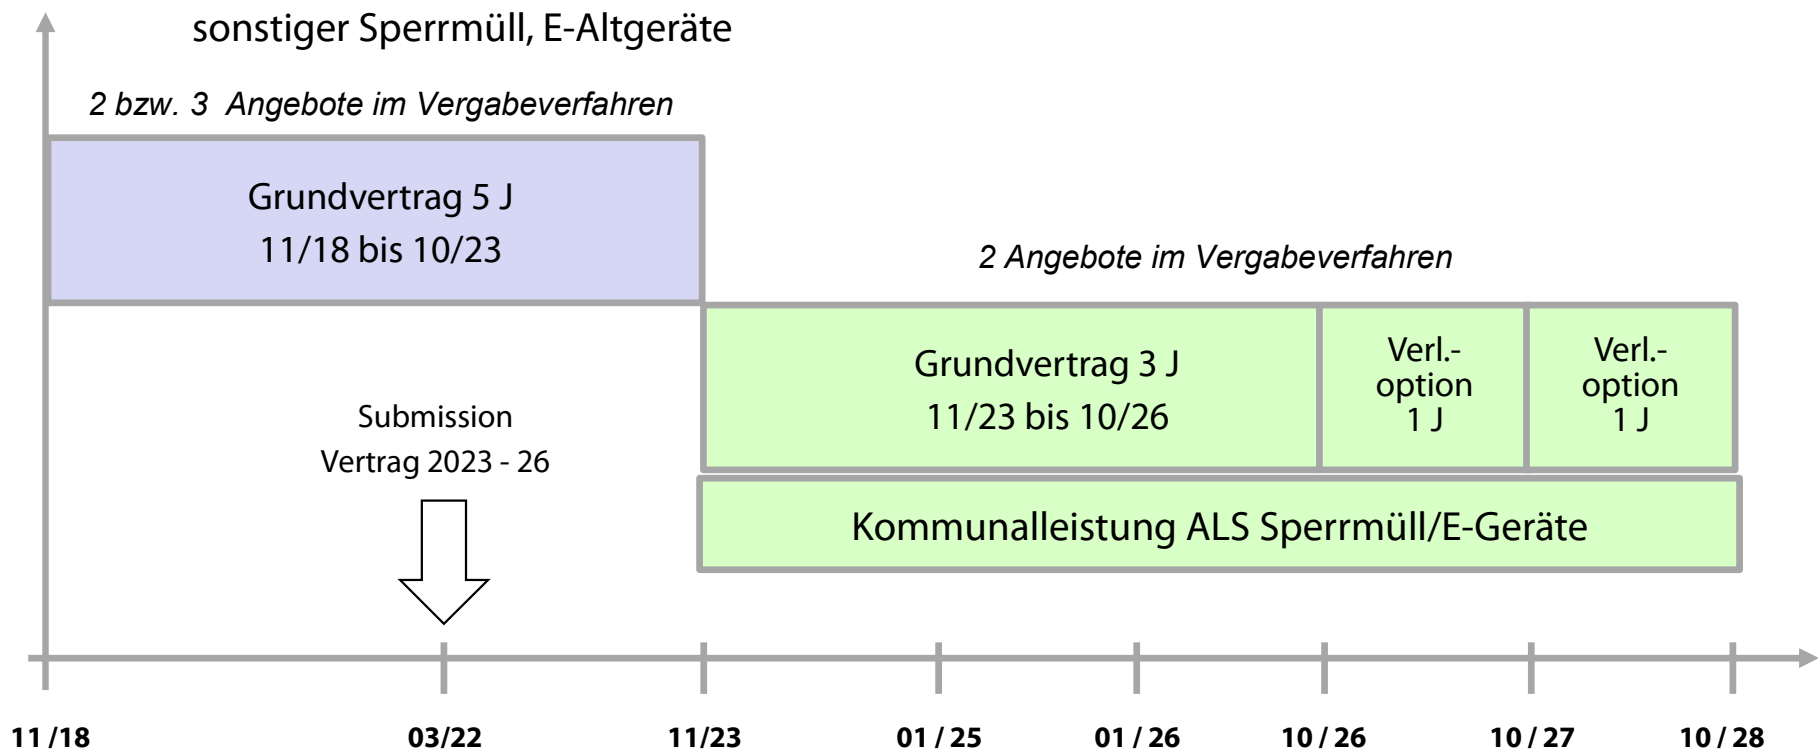 sonstiger Sperrmüll, E-Altgeräte
2 bzw. 3 Angebote im Vergabeverfahren
Grundvertrag 5 J
11/18 bis 10/23
2 Angebote im Vergabeverfahren
Grundvertrag 3 J
11/23 bis 10/26
Verl.-
option
1 J
Verl.-
option
1 J
Submission
Vertrag 2023 - 26
Kommunalleistung ALS Sperrmüll/E-Geräte
11 /18 03/22 11/23 01 / 25 01 / 26 10 / 26 10 / 27 10 / 28